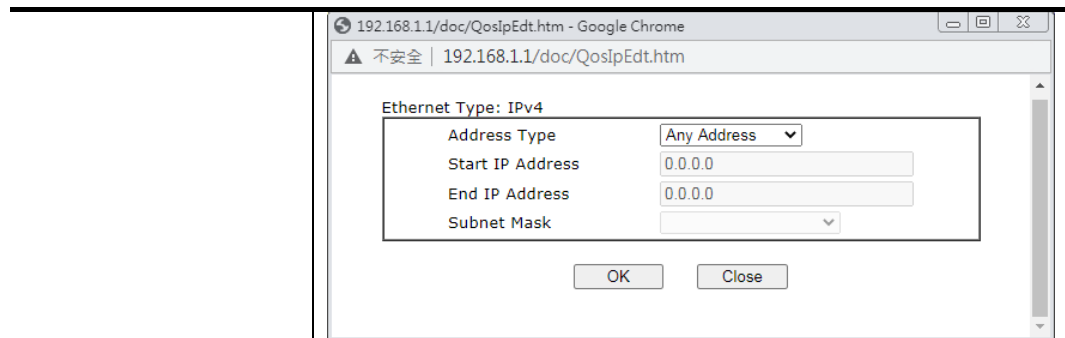 192.168.1.1/doc/QosIpEdt.htm - Google Chrome
不安全 | 192.168.1.1/doc/QosIpEdt.htm
Ethernet Type: IPv4
Address Type Any Address
Start IP Address 0.0.0.0
End IP Address 0.0.0.0
Subnet Mask
OK Close